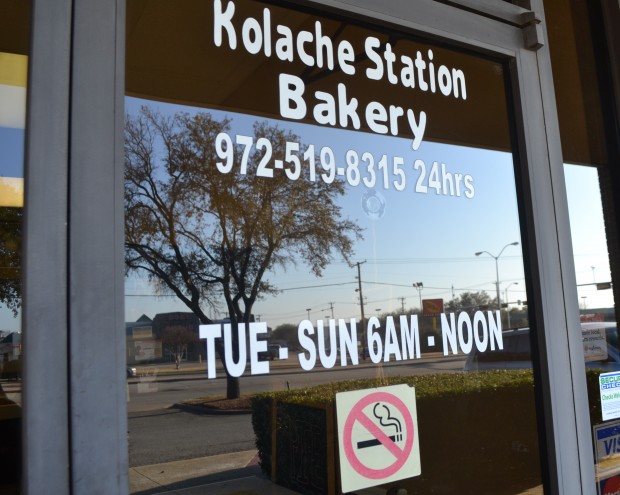 Kolache Station
Bakery
972-519-8315 24hrs
TUE - SUN 6AM - NOON